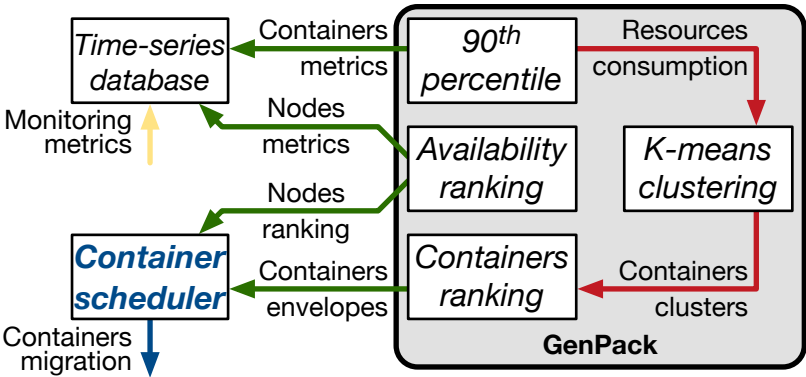 Time-series
database
Containers
metrics
90th
percentile
Resources
consumption
Monitoring
metrics
Nodes
metrics
Availability
ranking
K-means
clustering
Nodes
ranking
Container
scheduler
Containers
envelopes
Containers
ranking
Containers
clusters
Containers
migration
GenPack